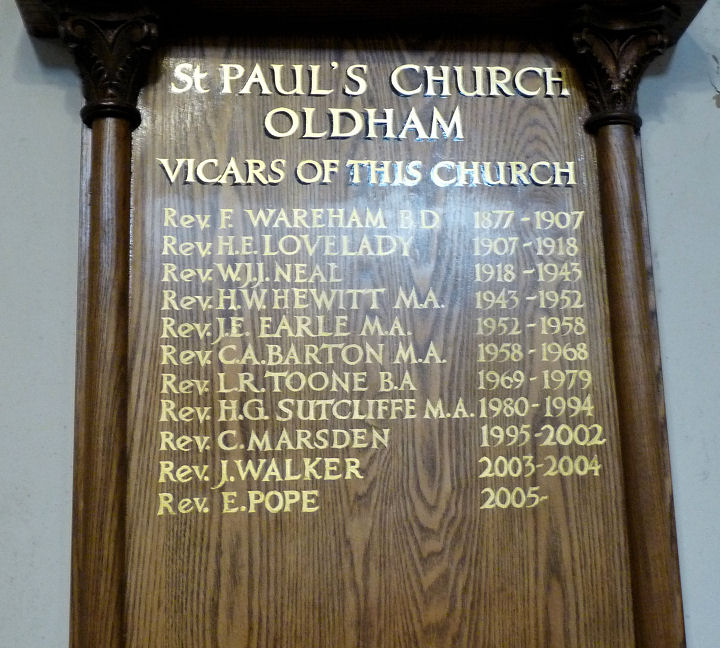 St PAUL'S CHURCH
OLDHAM
VICARS OF THIS CHURCH
Rev. F. WAREHAM B.D 1877-1907
Rev. H.E. LOVELADY 1907-1918
Rev. W.J.J. NEAL 1918-1943
Rev. H.W. HEWITT M.A. 1943-1952
Rev. J.E. EARLE M.A. 1952-1958
Rev. C.A. BARTON M.A. 1958-1968
Rev. L.R. TOONE B.A 1969-1979
Rev. H.G. SUTCLIFFE M.A. 1980-1994
Rev. C. MARSDEN 1995-2002
Rev. J. WALKER 2003-2004
Rev. E. POPE 2005-